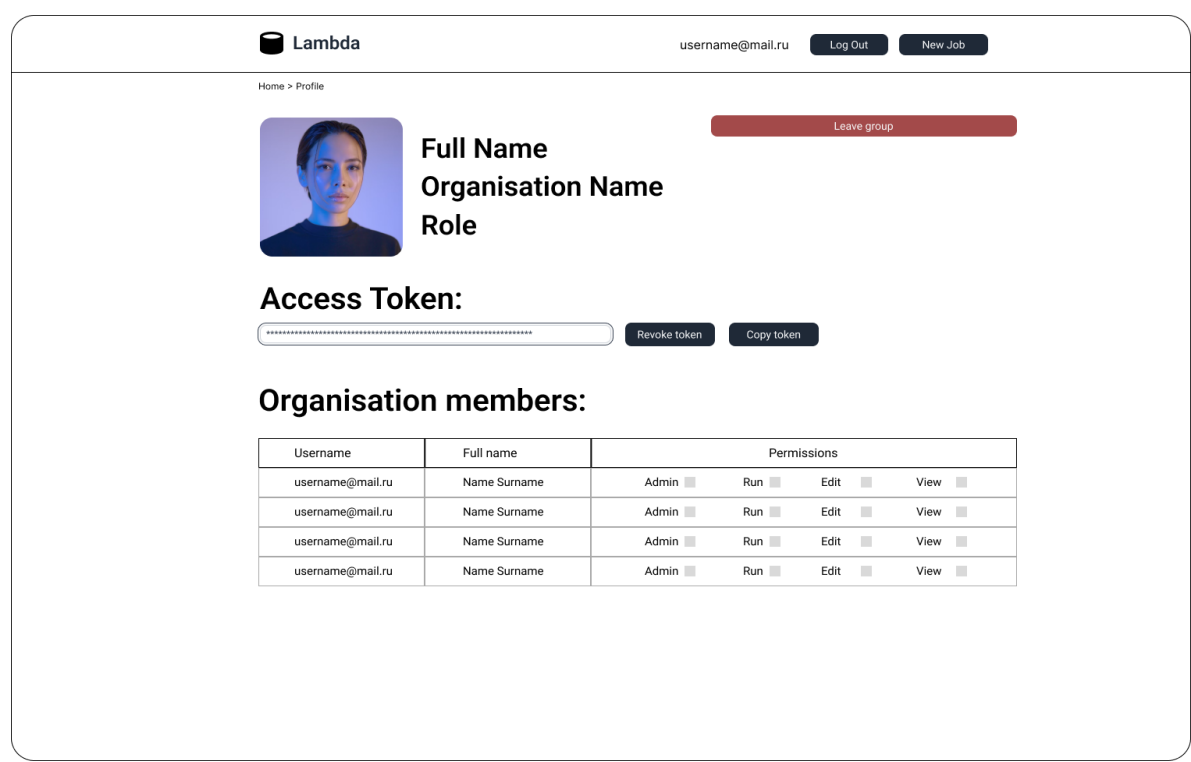 Lambda
username@mail.ru
Log Out
New Job
Home > Profile
Leave group
Full Name
Organisation Name
Role
Access Token:
******************************************************************
Revoke token
Copy token
Organisation members:
Username Full name Permissions
username@mail.ru Name Surname Admin Run Edit View
username@mail.ru Name Surname Admin Run Edit View
username@mail.ru Name Surname Admin Run Edit View
username@mail.ru Name Surname Admin Run Edit View